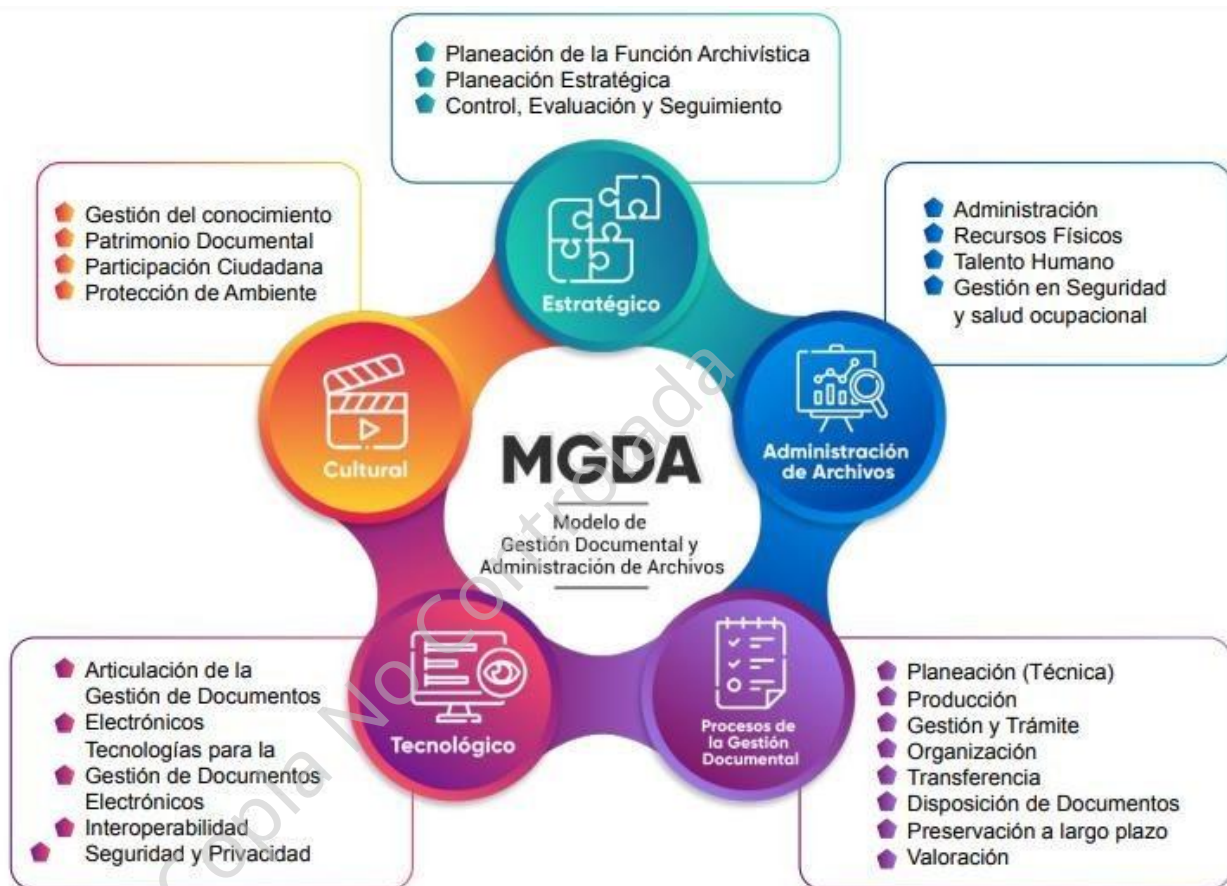 Planeación de la Función Archivística
Planeación Estratégica
Control, Evaluación y Seguimiento
Estratégico
Gestión del conocimiento
Patrimonio Documental
Participación Ciudadana
Protección de Ambiente
Cultural
Administración
Recursos Físicos
Talento Humano
Gestión en Seguridad
y salud ocupacional
Administración
de Archivos
MGDA
Modelo de
Gestión Documental y
Administración de Archivos
Articulación de la
Gestión de Documentos
Electrónicos
Tecnologías para la
Gestión de Documentos
Electrónicos
Interoperabilidad
Seguridad y Privacidad
Tecnológico
Procesos de
la Gestión
Documental
Planeación (Técnica)
Producción
Gestión y Trámite
Organización
Transferencia
Disposición de Documentos
Preservación a largo plazo
Valoración
Copia No Controlada